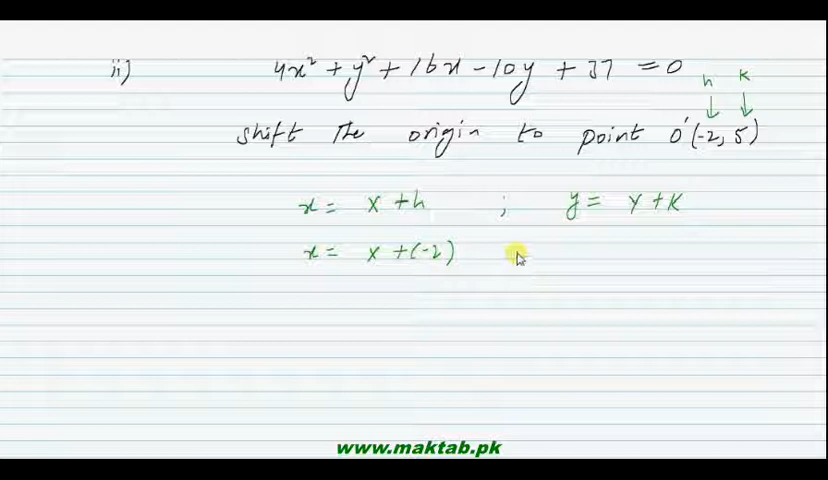 ii) 4x² + y² + 16x - 10y + 37 = 0
h k
shift the origin to point o'(-2, 5)
x = X + h ; y = Y + k
x = X + (-2)
www.maktab.pk